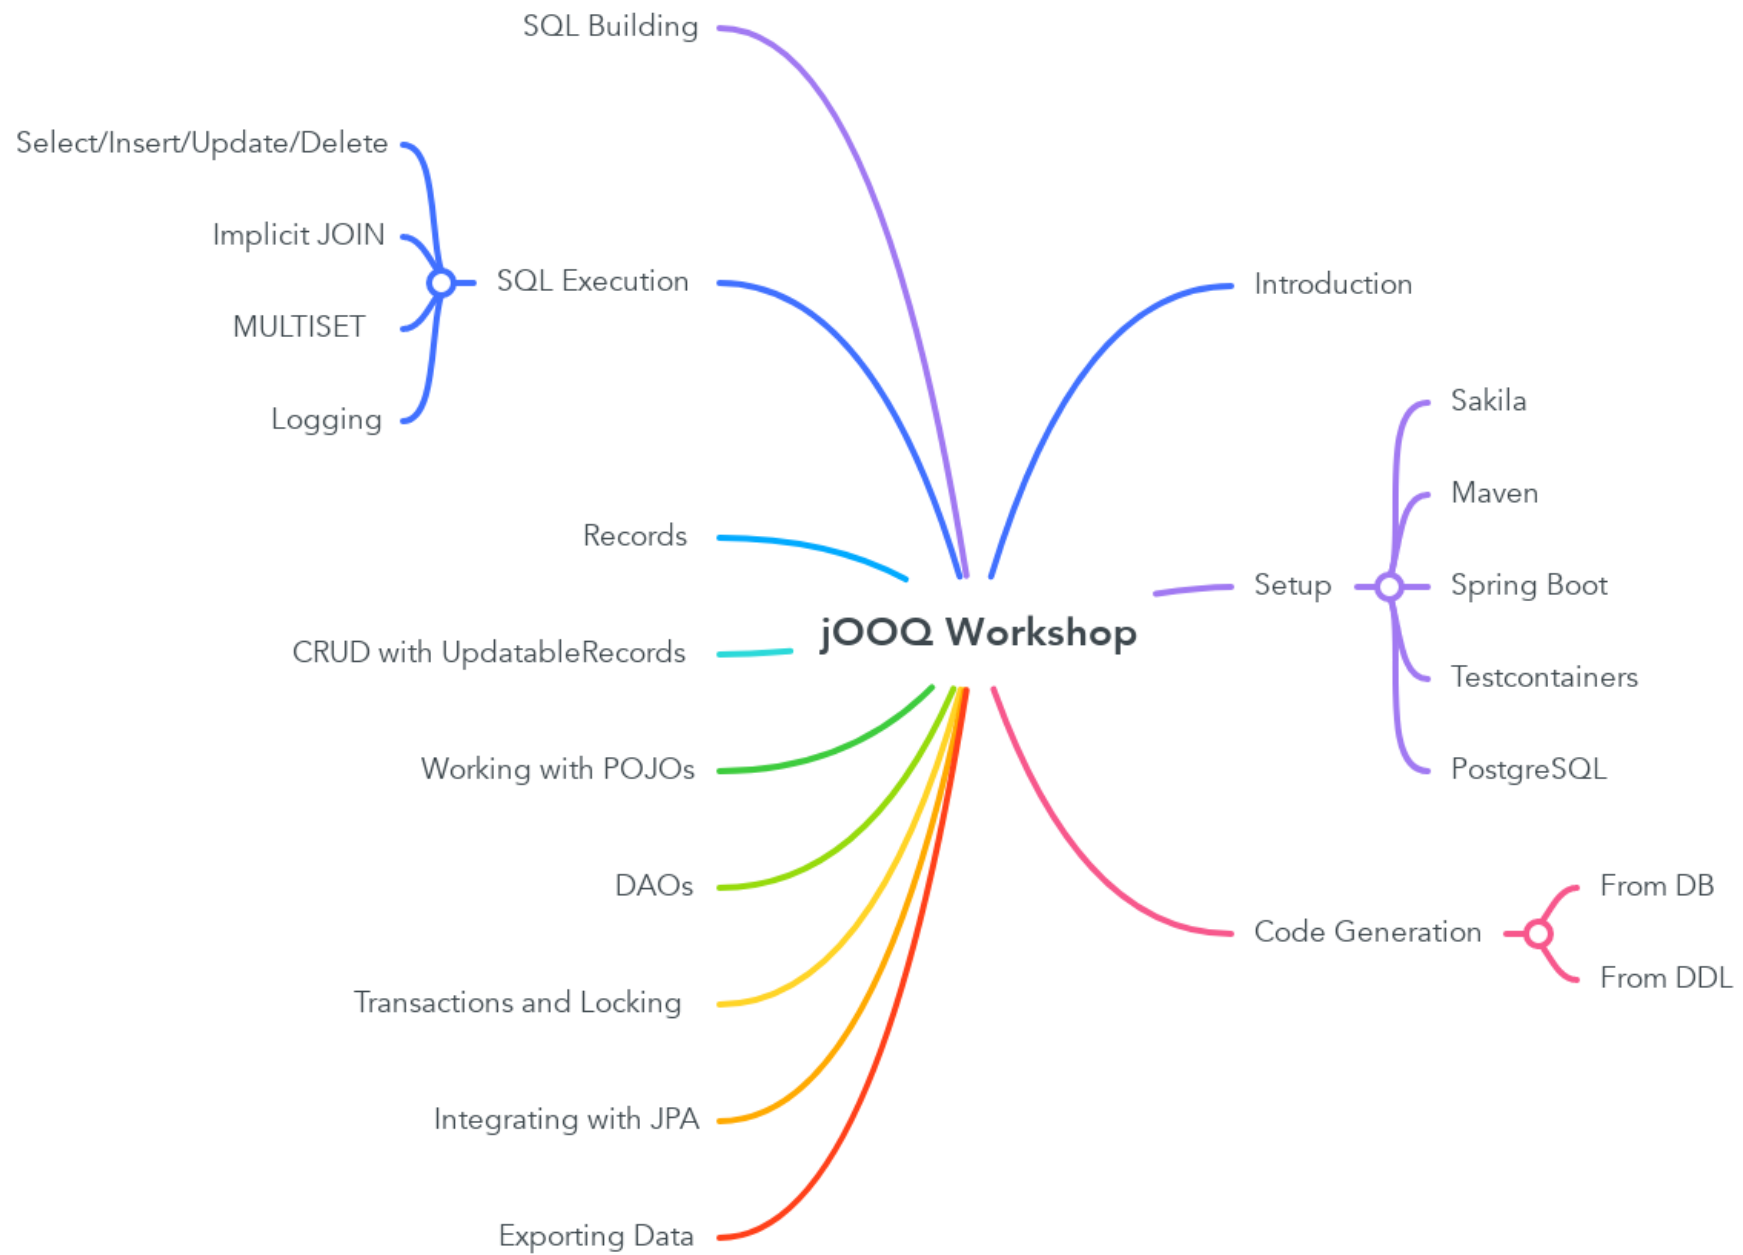 SQL Building
Select/Insert/Update/Delete
Implicit JOIN
SQL Execution
MULTISET
Logging
Records
CRUD with UpdatableRecords
Working with POJOs
DAOs
Transactions and Locking
Integrating with JPA
Exporting Data
jOOQ Workshop
Introduction
Sakila
Maven
Setup
Spring Boot
Testcontainers
PostgreSQL
Code Generation
From DB
From DDL